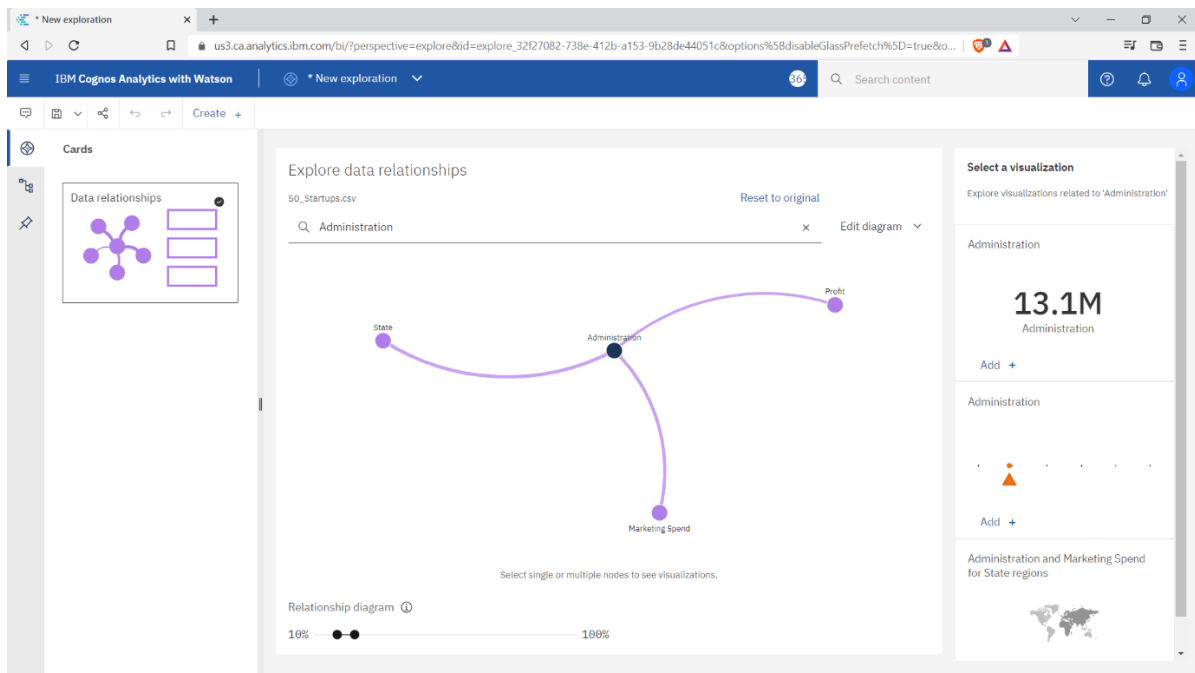 * New exploration
us3.ca.analytics.ibm.com/bi/?perspective=explore&id=explore_32f27082-738e-412b-a153-9b28de44051c&options%5BdisableGlassPrefetch%5D=true&o...
IBM Cognos Analytics with Watson
* New exploration
36
Search content
Create +
Cards
Data relationships
Explore data relationships
50_Startups.csv
Reset to original
Administration
Edit diagram
Profit
State
Administration
Marketing Spend
Select single or multiple nodes to see visualizations.
Relationship diagram
10%
100%
Select a visualization
Explore visualizations related to 'Administration'
Administration
13.1M
Administration
Add +
Administration
Add +
Administration and Marketing Spend
for State regions